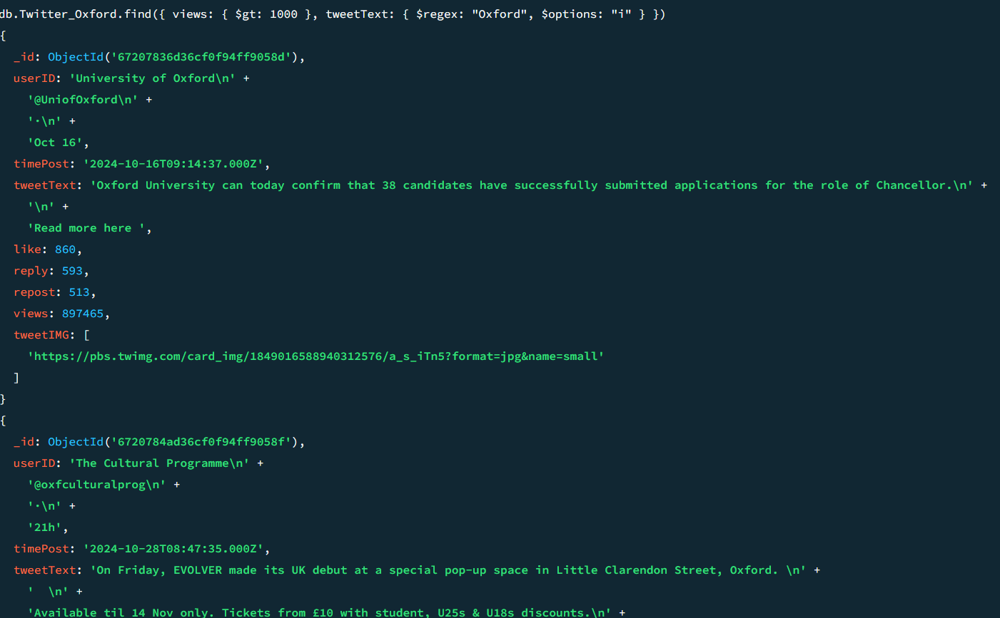 db.Twitter_Oxford.find({ views: { $gt: 1000 }, tweetText: { $regex: "Oxford", $options: "i" } })
{
  _id: ObjectId('67207836d36cf0f94ff9058d'),
  userID: 'University of Oxford\n' +
    '@UniofOxford\n' +
    '·\n' +
    'Oct 16',
  timePost: '2024-10-16T09:14:37.000Z',
  tweetText: 'Oxford University can today confirm that 38 candidates have successfully submitted applications for the role of Chancellor.\n' +
    '\n' +
    'Read more here ',
  like: 860,
  reply: 593,
  repost: 513,
  views: 897465,
  tweetIMG: [
    'https://pbs.twimg.com/card_img/1849016588940312576/a_s_iTn5?format=jpg&name=small'
  ]
}
{
  _id: ObjectId('6720784ad36cf0f94ff9058f'),
  userID: 'The Cultural Programme\n' +
    '@oxfculturalprog\n' +
    '·\n' +
    '21h',
  timePost: '2024-10-28T08:47:35.000Z',
  tweetText: 'On Friday, EVOLVER made its UK debut at a special pop-up space in Little Clarendon Street, Oxford. \n' +
    '  \n' +
    'Available til 14 Nov only. Tickets from £10 with student, U25s & U18s discounts.\n' +